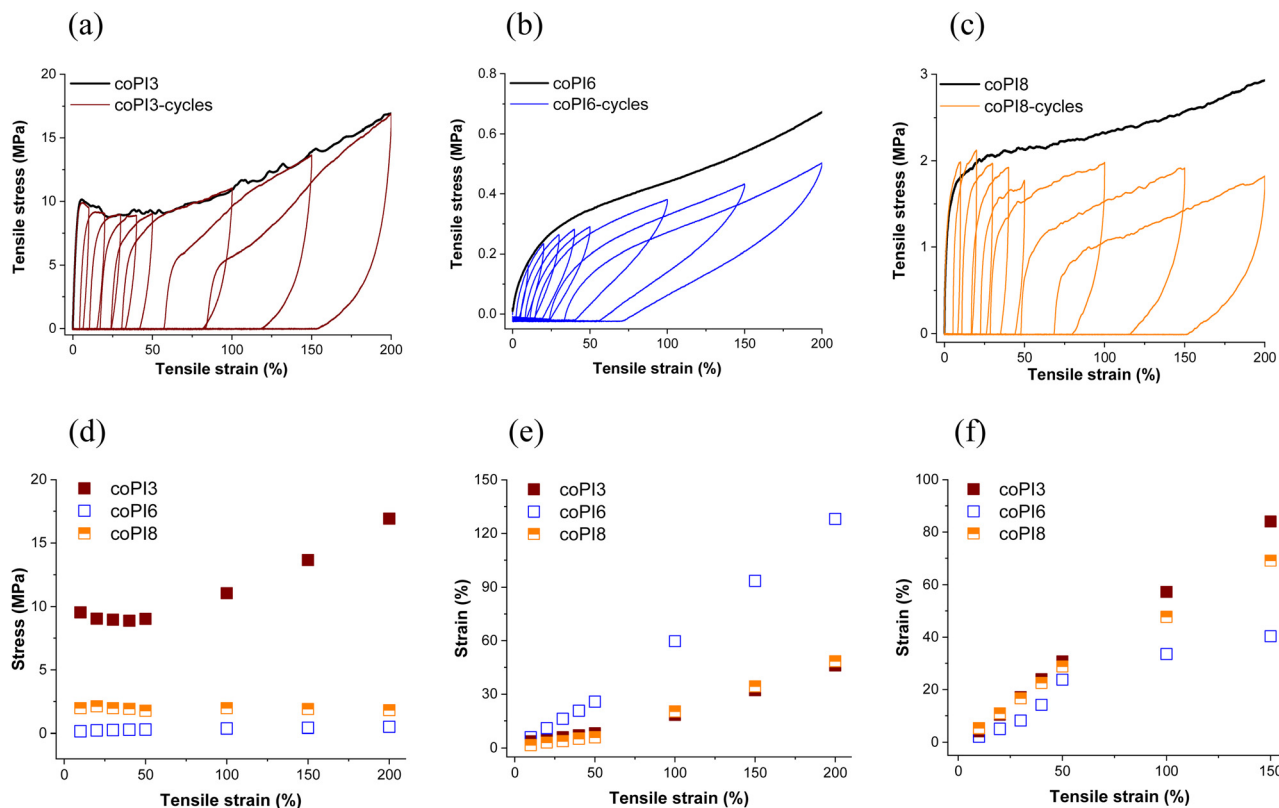 (a)
20
15
10
5
0
0
50
100
150
200
Tensile stress (MPa)
Tensile strain (%)
coPI3
coPI3-cycles
(b)
0.8
0.6
0.4
0.2
0.0
0
50
100
150
200
Tensile stress (MPa)
Tensile strain (%)
coPI6
coPI6-cycles
(c)
3
2
1
0
0
50
100
150
200
Tensile stress (MPa)
Tensile strain (%)
coPI8
coPI8-cycles
(d)
20
15
10
5
0
0
50
100
150
200
Stress (MPa)
Tensile strain (%)
coPI3
coPI6
coPI8
(e)
150
120
90
60
30
0
0
50
100
150
200
Strain (%)
Tensile strain (%)
coPI3
coPI6
coPI8
(f)
100
80
60
40
20
0
0
50
100
150
Strain (%)
Tensile strain (%)
coPI3
coPI6
coPI8